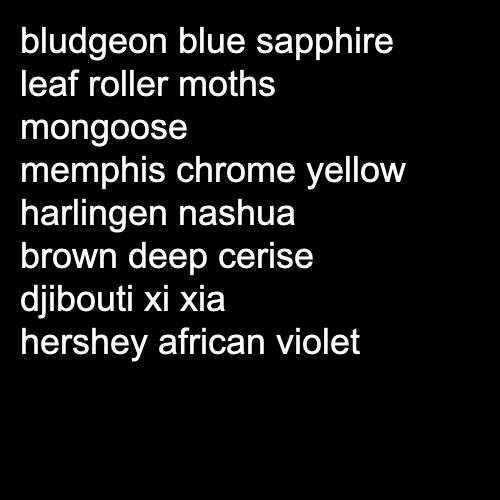 bludgeon blue sapphire
leaf roller moths
mongoose
memphis chrome yellow
harlingen nashua
brown deep cerise
djibouti xi xia
hershey african violet